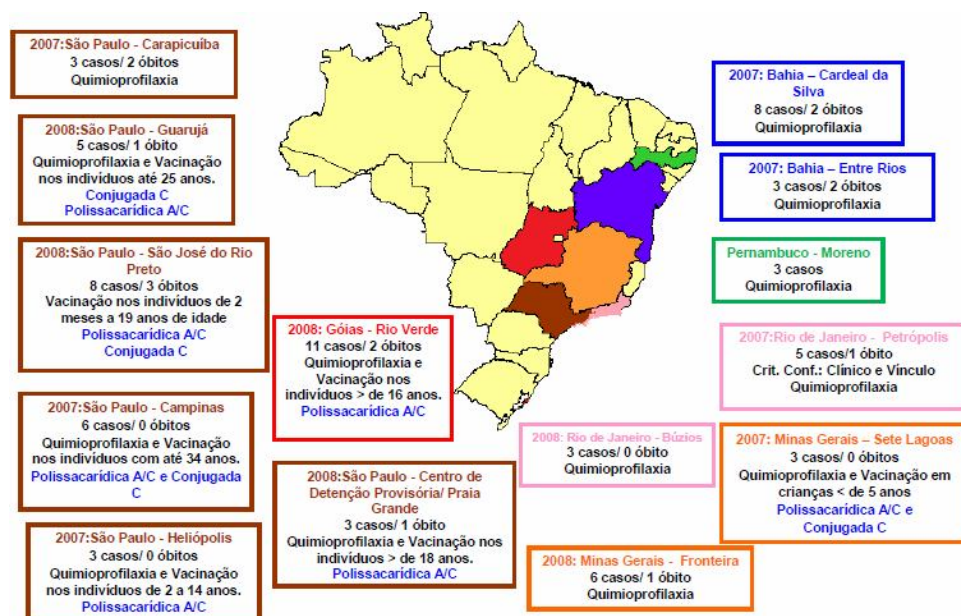 2007:São Paulo - Carapicuíba
3 casos/ 2 óbitos
Quimioprofilaxia
2008:São Paulo - Guarujá
5 casos/ 1 óbito
Quimioprofilaxia e Vacinação
nos indivíduos até 25 anos.
Conjugada C
Polissacarídica A/C
2008:São Paulo - São José do Rio
Preto
8 casos/ 3 óbitos
Vacinação nos indivíduos de 2
meses a 19 anos de idade
Polissacarídica A/C
Conjugada C
2007:São Paulo - Campinas
6 casos/ 0 óbitos
Quimioprofilaxia e Vacinação
nos indivíduos com até 34 anos.
Polissacarídica A/C e Conjugada
C
2007:São Paulo - Heliópolis
3 casos/ 0 óbitos
Quimioprofilaxia e Vacinação
nos indivíduos de 2 a 14 anos.
Polissacarídica A/C
2008: Góias - Rio Verde
11 casos/ 2 óbitos
Quimioprofilaxia e
Vacinação nos
indivíduos > de 16 anos.
Polissacarídica A/C
2008:São Paulo - Centro de
Detenção Provisória/ Praia
Grande
3 casos/ 1 óbito
Quimioprofilaxia e Vacinação nos
indivíduos > de 18 anos.
Polissacarídica A/C
2007: Bahia – Cardeal da
Silva
8 casos/ 2 óbitos
Quimioprofilaxia
2007: Bahia – Entre Rios
3 casos/ 2 óbitos
Quimioprofilaxia
Pernambuco - Moreno
3 casos
Quimioprofilaxia
2007:Rio de Janeiro - Petrópolis
5 casos/1 óbito
Crit. Conf.: Clínico e Vínculo
Quimioprofilaxia
2008: Rio de Janeiro - Búzios
3 casos/ 0 óbito
Quimioprofilaxia
2007: Minas Gerais – Sete Lagoas
3 casos/ 0 óbitos
Quimioprofilaxia e Vacinação em
crianças < de 5 anos
Polissacarídica A/C e
Conjugada C
2008: Minas Gerais - Fronteira
6 casos/ 1 óbito
Quimioprofilaxia